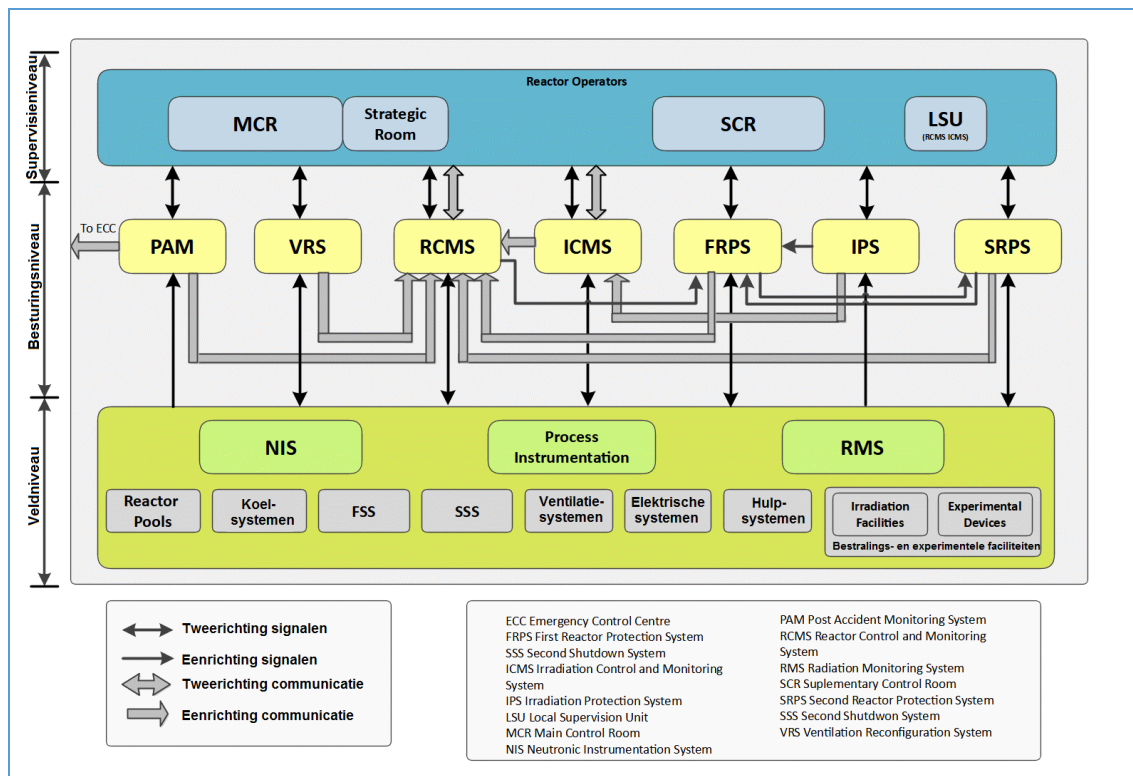 Supervisieniveau
Reactor Operators
MCR
Strategic
Room
SCR
LSU
(RCMS ICMS)
Besturingsniveau
To ECC
PAM
VRS
RCMS
ICMS
FRPS
IPS
SRPS
Veldniveau
NIS
Process
Instrumentation
RMS
Reactor
Pools
Koel-
systemen
FSS
SSS
Ventilatie-
systemen
Elektrische
systemen
Hulp-
systemen
Irradiation
Facilities
Experimental
Devices
Bestralings- en experimentele faciliteiten
Tweerichting signalen
Eenrichting signalen
Tweerichting communicatie
Eenrichting communicatie
ECC Emergency Control Centre
FRPS First Reactor Protection System
SSS Second Shutdown System
ICMS Irradiation Control and Monitoring
System
IPS Irradiation Protection System
LSU Local Supervision Unit
MCR Main Control Room
NIS Neutronic Instrumentation System
PAM Post Accident Monitoring System
RCMS Reactor Control and Monitoring
System
RMS Radiation Monitoring System
SCR Suplementary Control Room
SRPS Second Reactor Protection System
SSS Second Shutdwon System
VRS Ventilation Reconfiguration System